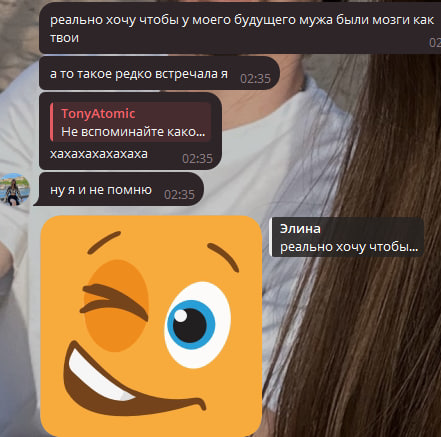 реально хочу чтобы у моего будущего мужа были мозги как
твои
02
а то такое редко встречала я 02:35
TonyAtomic
Не вспоминайте како...
хахахахахахаха 02:35
ну я и не помню 02:35
Элина
реально хочу чтобы...